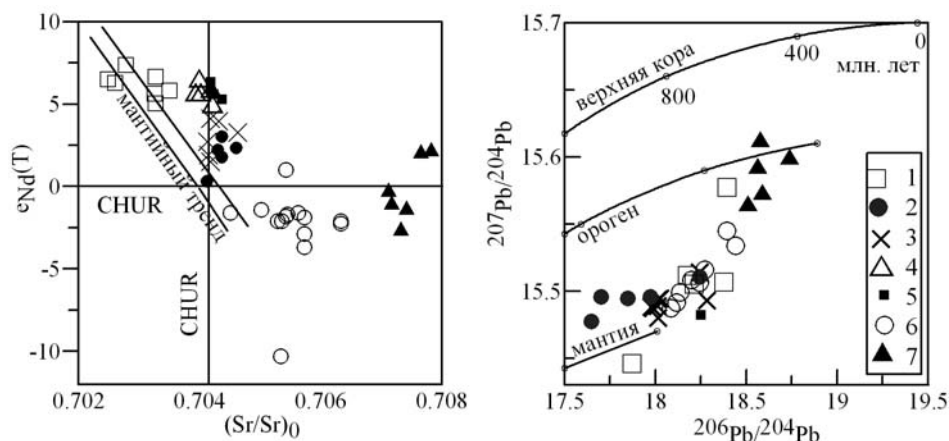 10
5
0
-5
-10
еNd(T)
мантийный тренд
CHUR
CHUR
0.702
0.704
0.706
0.708
(Sr/Sr)0
15.7
15.6
15.5
207Pb/204Pb
верхняя кора
800
400
0
млн. лет
ороген
мантия
1
2
3
4
5
6
7
17.5
18
18.5
19
19.5
206Pb/204Pb